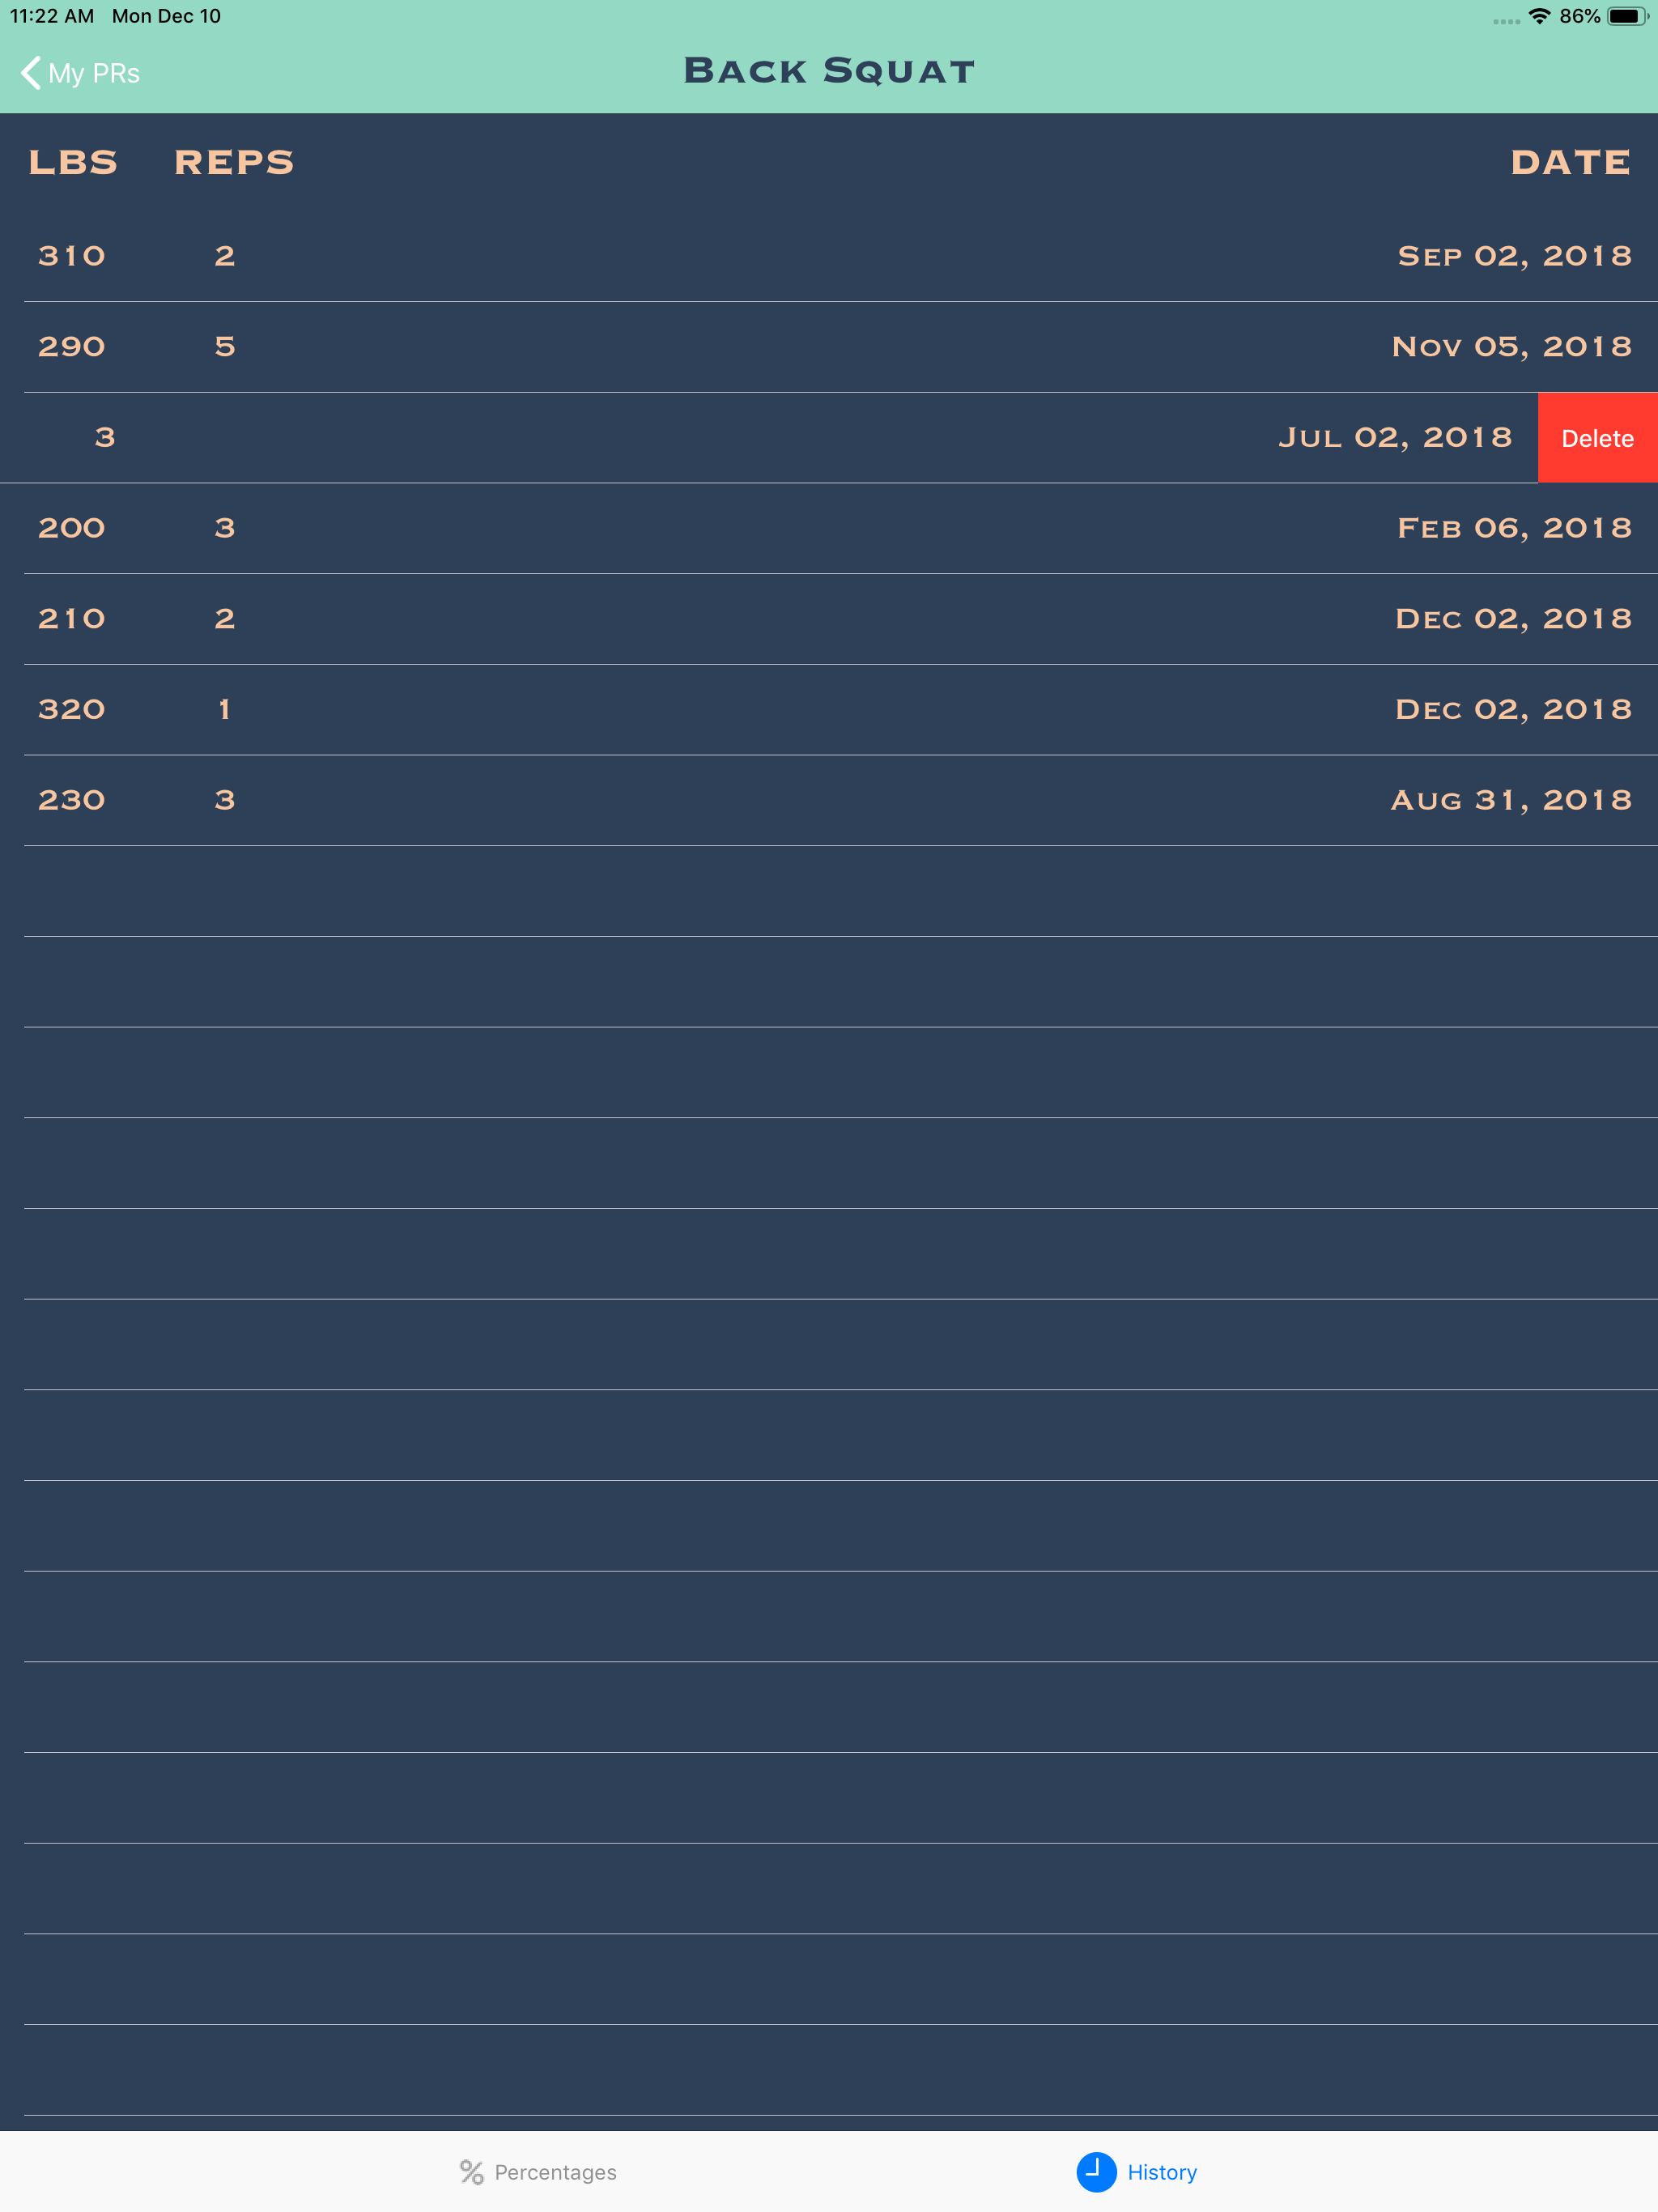 11:22 AM Mon Dec 10 86%
My PRs Back Squat
LBS REPS DATE
310 2 Sep 02, 2018
290 5 Nov 05, 2018
3 Jul 02, 2018 Delete
200 3 Feb 06, 2018
210 2 Dec 02, 2018
320 1 Dec 02, 2018
230 3 Aug 31, 2018
Percentages History